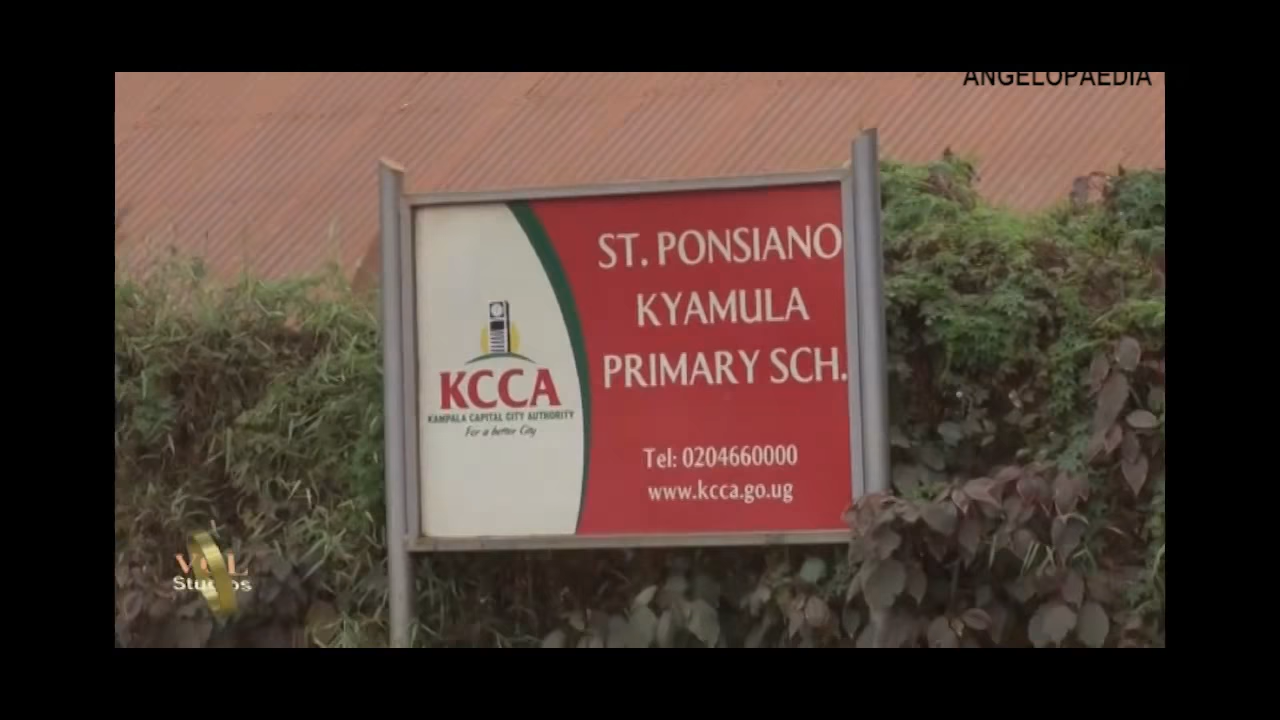 ANGELOPAEDIA
ST. PONSIANO
KYAMULA
PRIMARY SCH.
KCCA
KAMPALA CAPITAL CITY AUTHORITY
For a better City
Tel: 0204660000
www.kcca.go.ug
Studios